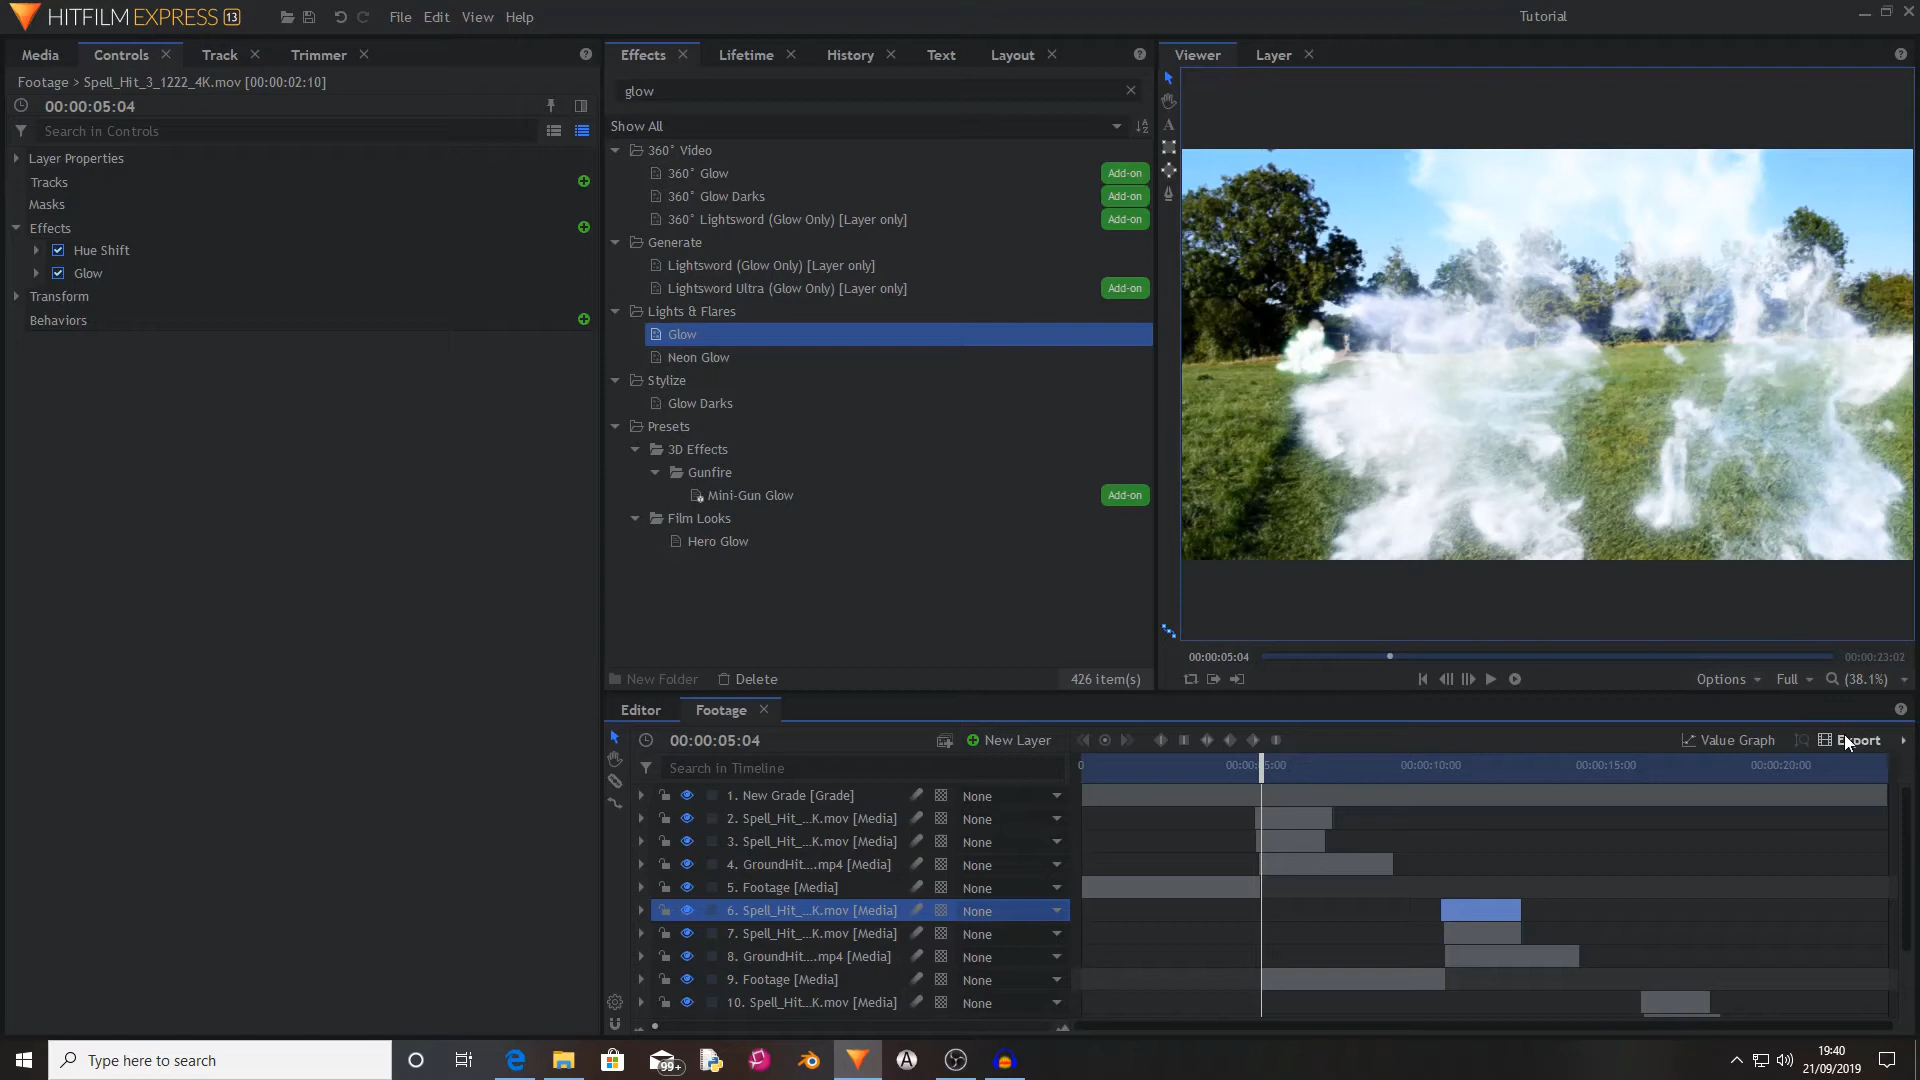 HITFILM EXPRESS 13
File Edit View Help
Tutorial
Media Controls Track Trimmer
Footage > Spell_Hit_3_1222_4K.mov [00:00:02:10]
00:00:05:04
Search in Controls
Layer Properties
Tracks
Masks
Effects
Hue Shift
Glow
Transform
Behaviors
Effects Lifetime History Text Layout
glow
Show All
360° Video
360° Glow Add-on
360° Glow Darks Add-on
360° Lightsword (Glow Only) [Layer only] Add-on
Generate
Lightsword (Glow Only) [Layer only]
Lightsword Ultra (Glow Only) [Layer only] Add-on
Lights & Flares
Glow
Neon Glow
Stylize
Glow Darks
Presets
3D Effects
Gunfire
Mini-Gun Glow Add-on
Film Looks
Hero Glow
New Folder Delete 426 item(s)
Viewer Layer
00:00:05:04 00:00:23:02
Options Full (38.1%)
Editor Footage
00:00:05:04 New Layer Value Graph
Search in Timeline 0 00:00:10:00 00:00:15:00 00:00:20:00
1. New Grade [Grade] None
2. Spell_Hit_...K.mov [Media] None
3. Spell_Hit_...K.mov [Media] None
4. GroundHit....mp4 [Media] None
5. Footage [Media] None
6. Spell_Hit_...K.mov [Media] None
7. Spell_Hit_...K.mov [Media] None
8. GroundHit....mp4 [Media] None
9. Footage [Media] None
10. Spell_Hit...K.mov [Media] None
Type here to search
99+
19:40
21/09/2019